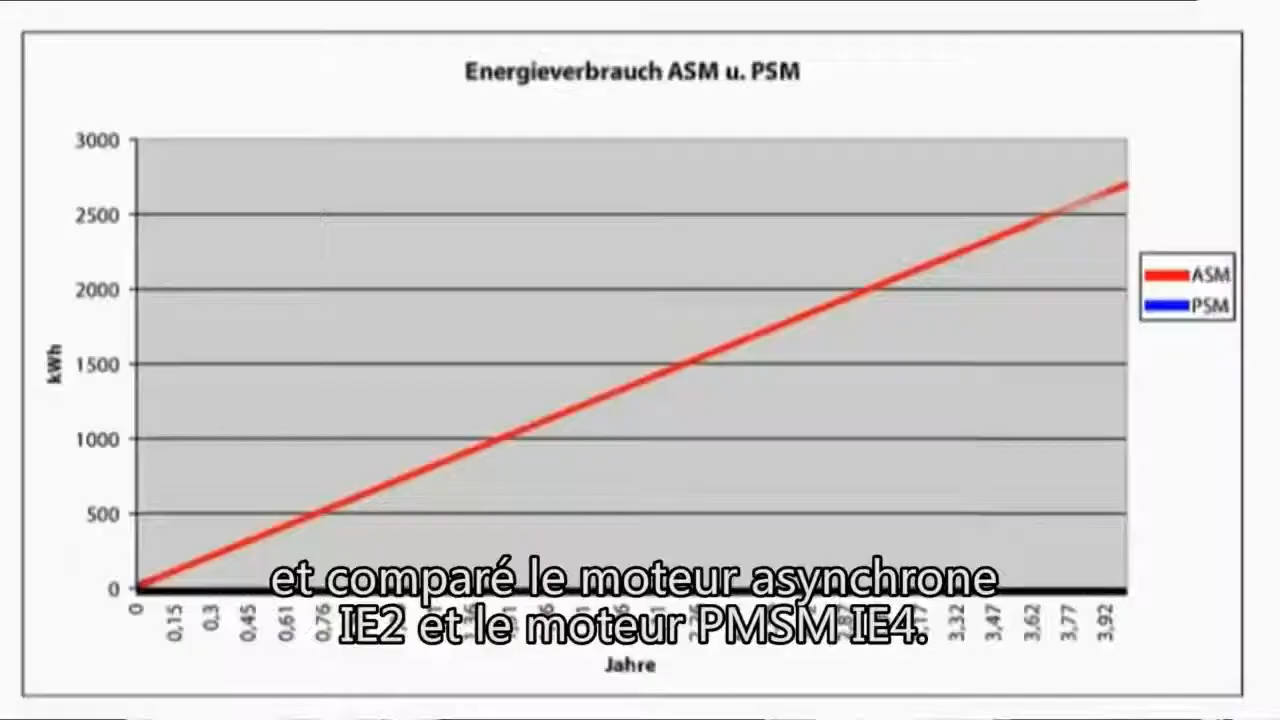 Energieverbrauch ASM u. PSM
3000
2500
2000
1500
1000
500
0
kWh
ASM
PSM
0
0,15
0,3
0,45
0,61
0,76
3,32
3,47
3,62
3,77
3,92
Jahre
et comparé le moteur asynchrone
IE2 et le moteur PMSM IE4.